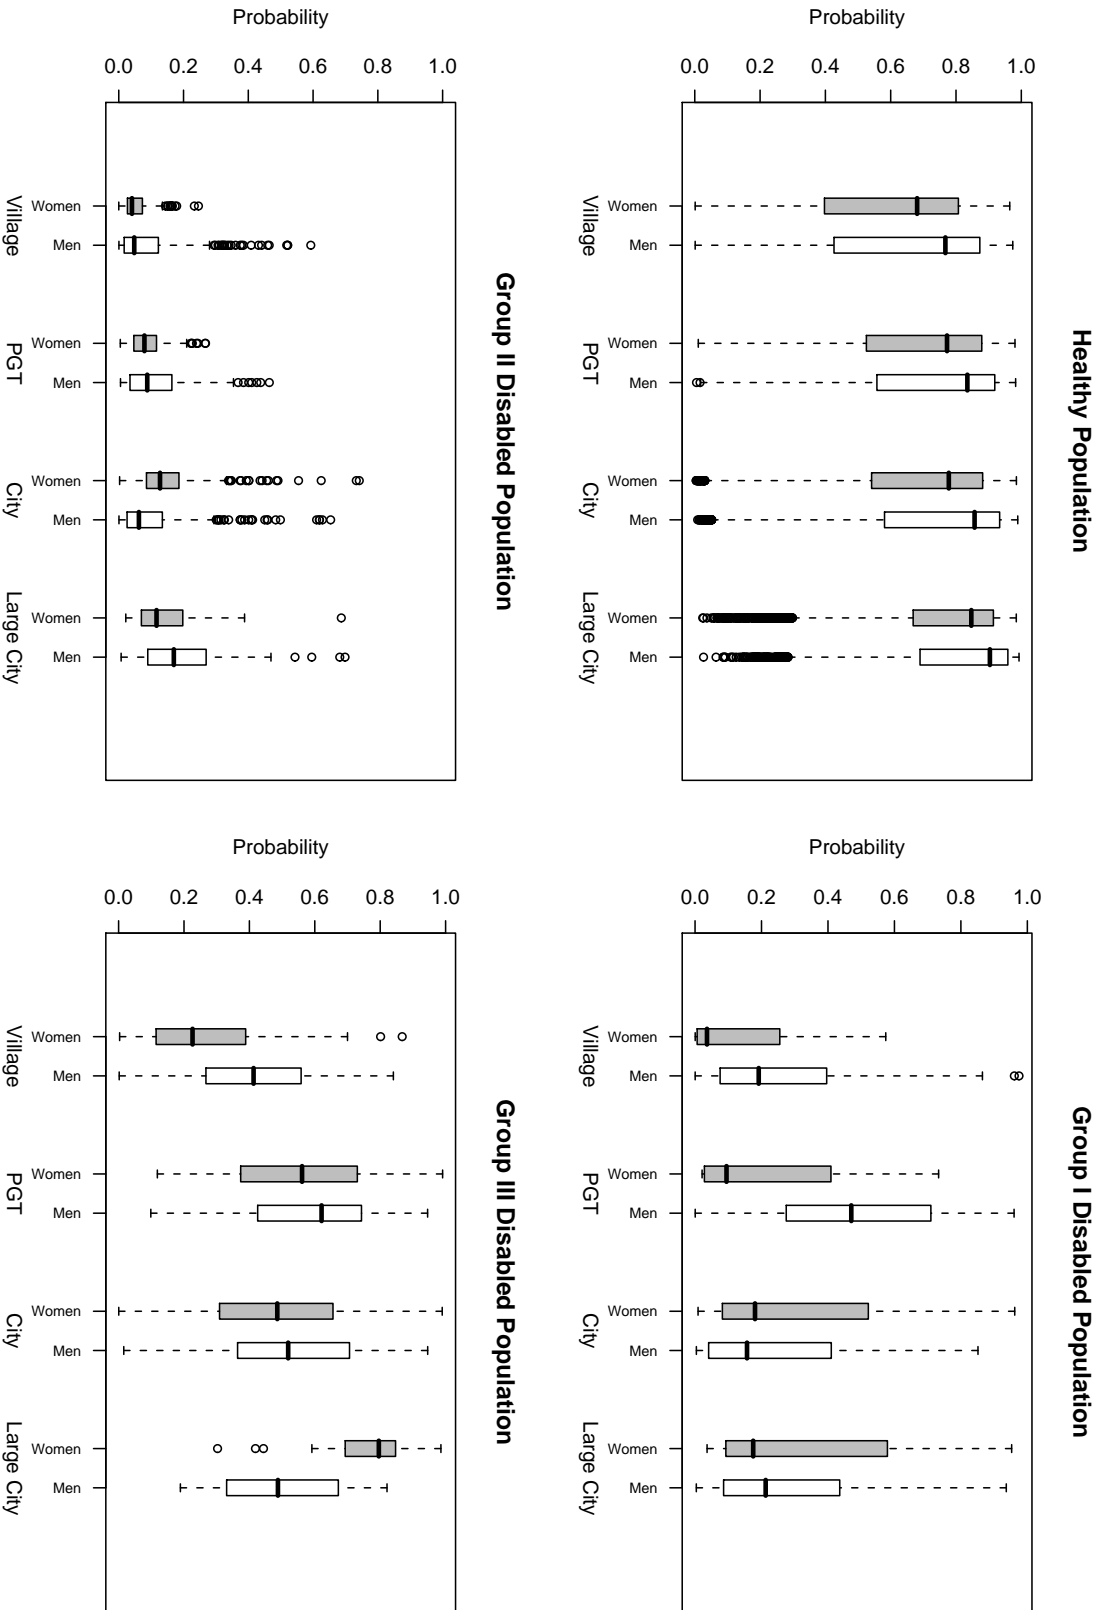 Healthy Population
Probability
0.0 0.2 0.4 0.6 0.8 1.0
Women Men Women Men Women Men Women Men
Village PGT City Large City
Group I Disabled Population
Probability
0.0 0.2 0.4 0.6 0.8 1.0
Women Men Women Men Women Men Women Men
Village PGT City Large City
Group II Disabled Population
Probability
0.0 0.2 0.4 0.6 0.8 1.0
Women Men Women Men Women Men Women Men
Village PGT City Large City
Group III Disabled Population
Probability
0.0 0.2 0.4 0.6 0.8 1.0
Women Men Women Men Women Men Women Men
Village PGT City Large City